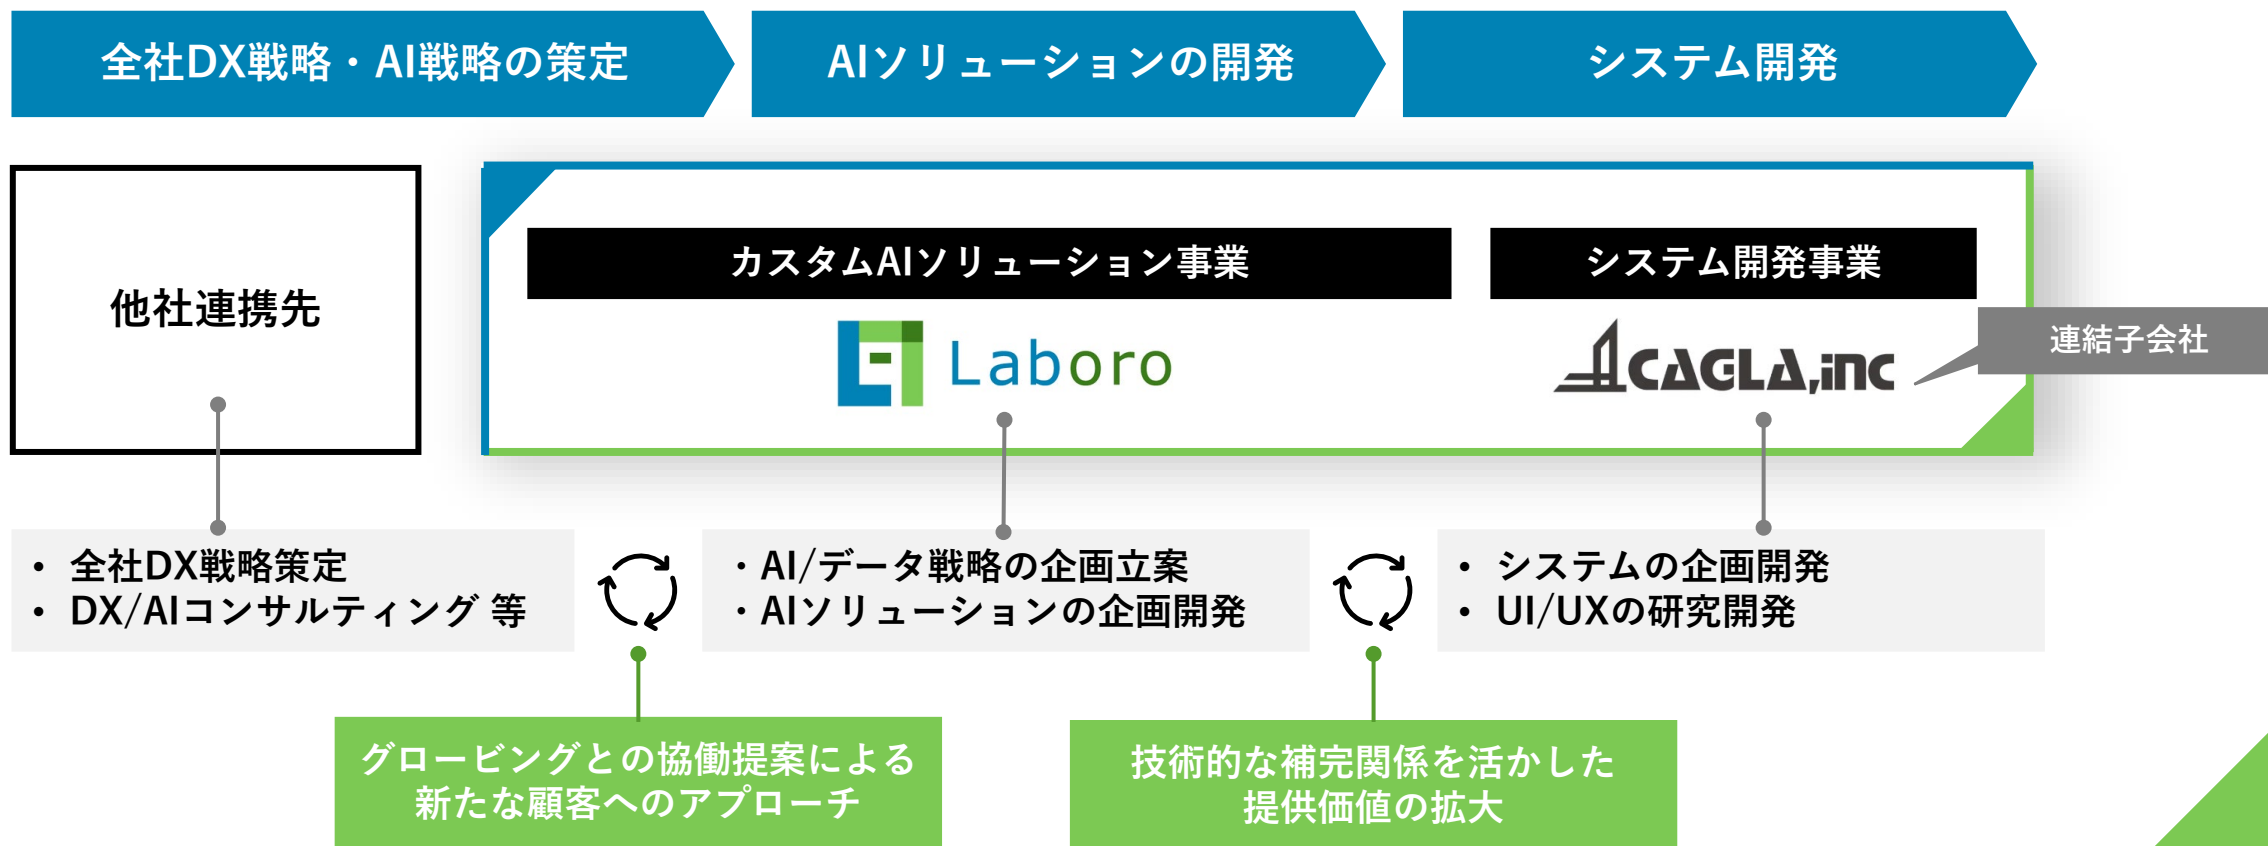 全社DX戦略・AI戦略の策定
AIソリューションの開発
システム開発
他社連携先
カスタムAIソリューション事業
システム開発事業
Laboro
CAGLA,inc
連結子会社
• 全社DX戦略策定
• DX/AIコンサルティング 等
・AI/データ戦略の企画立案
・AIソリューションの企画開発
• システムの企画開発
• UI/UXの研究開発
グロービングとの協働提案による
新たな顧客へのアプローチ
技術的な補完関係を活かした
提供価値の拡大